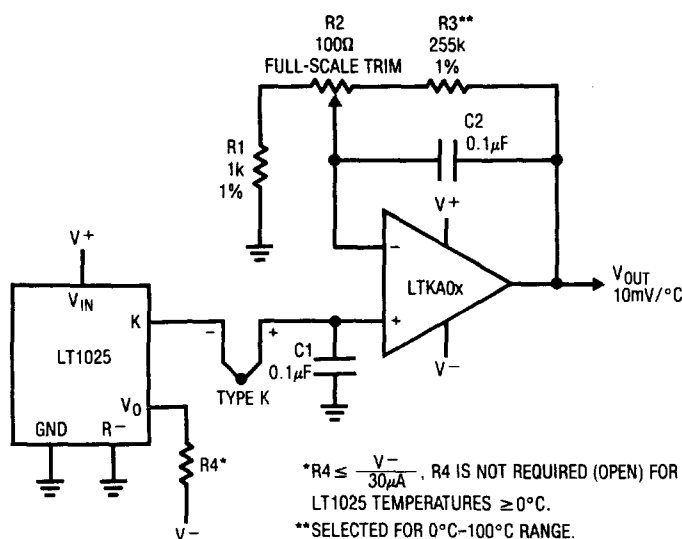 R2
100Ω
FULL-SCALE TRIM
R3**
255k
1%
R1
1k
1%
C2
0.1μF
V+
LTKA0x
−
+
V−
VOUT
10mV/°C
V+
VIN
K
LT1025
VO
GND
R−
− +
TYPE K
C1
0.1μF
R4*
V−
*R4 ≤ V−/30μA, R4 IS NOT REQUIRED (OPEN) FOR
LT1025 TEMPERATURES ≥ 0°C.
**SELECTED FOR 0°C–100°C RANGE.